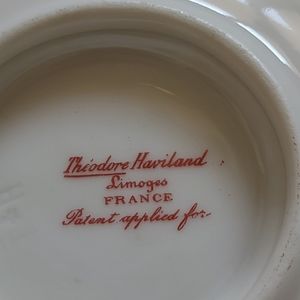 Théodore Haviland
Limoges
FRANCE
Patent applied for